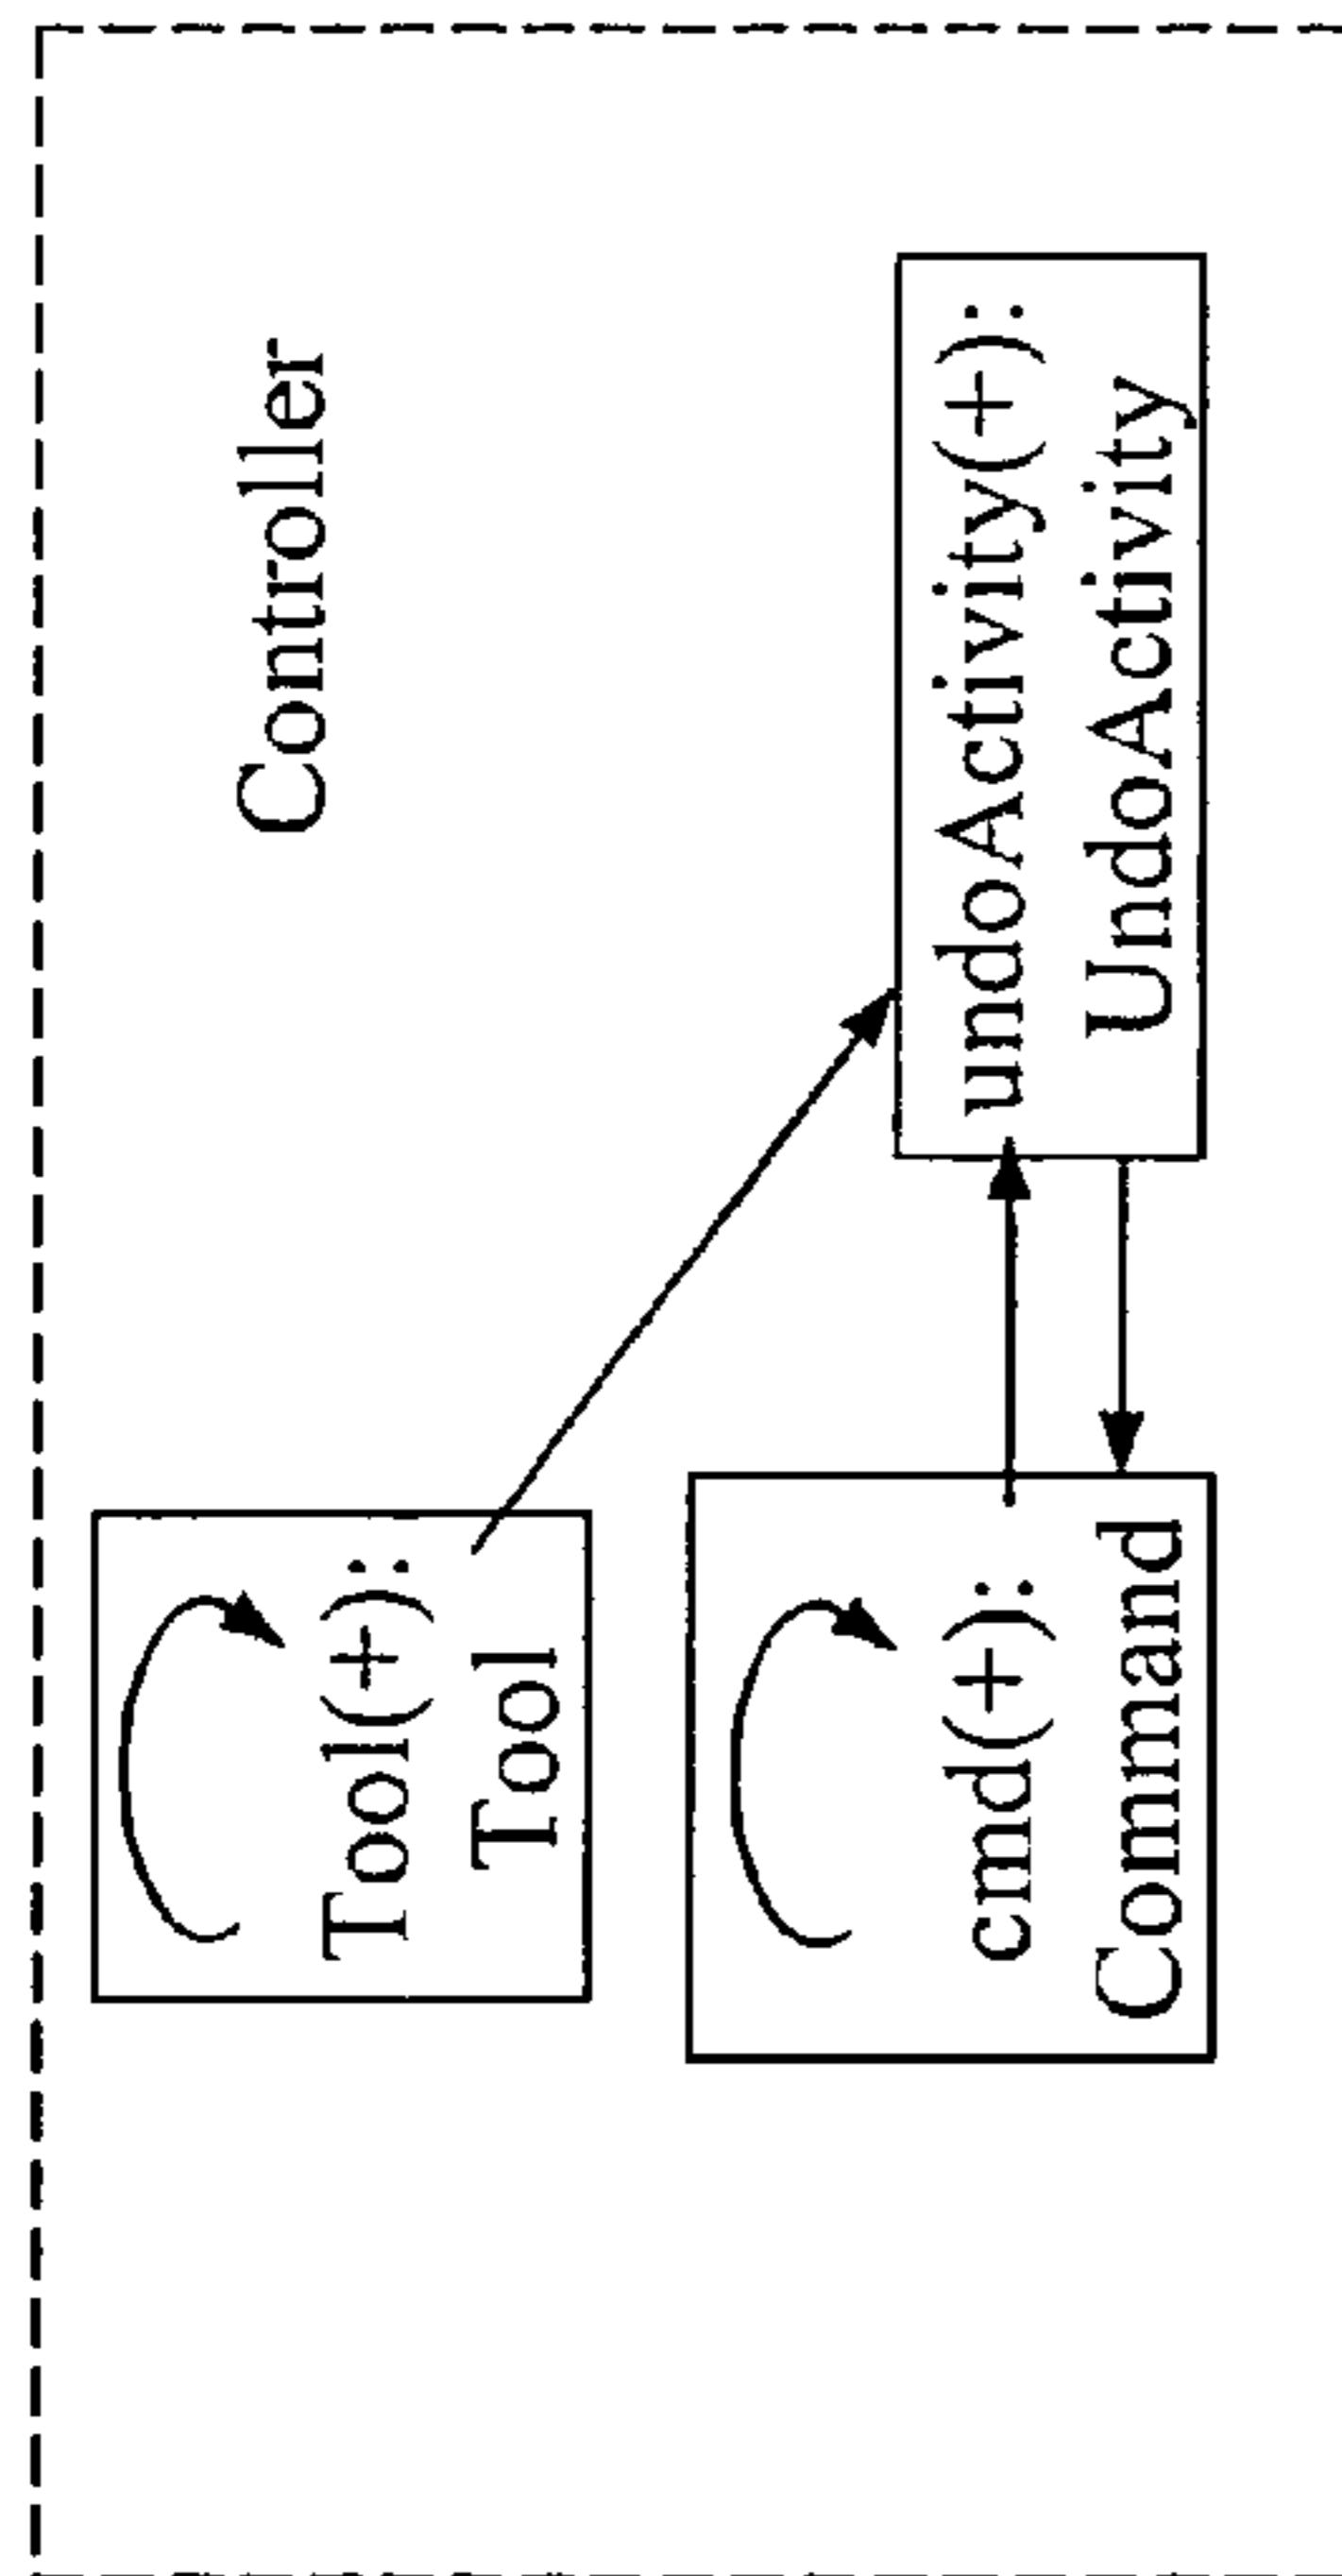 Controller
Tool(+):
Tool
cmd(+):
Command
undoActivity(+):
UndoActivity